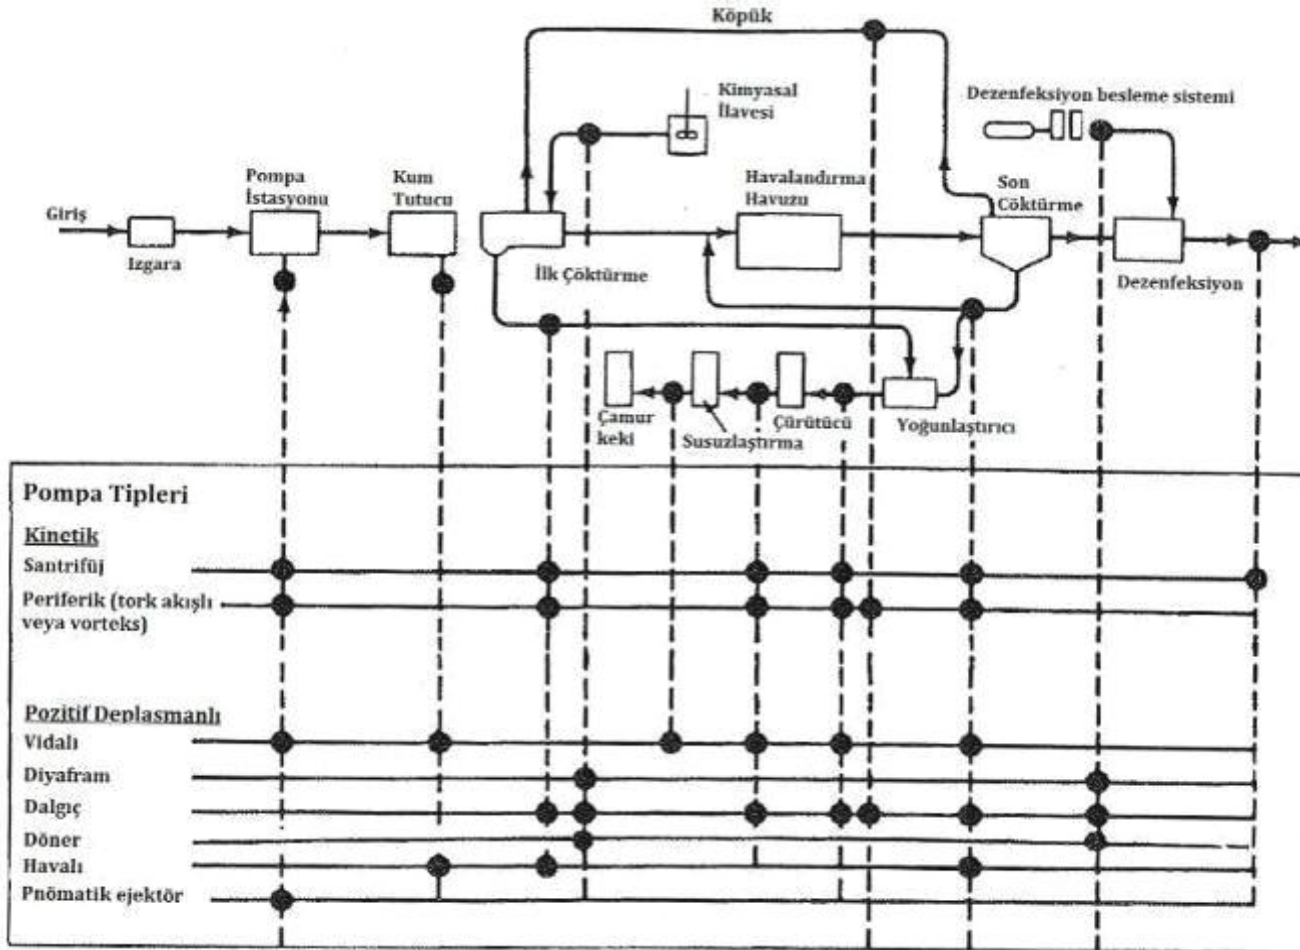 Köpük
Kimyasal
İlavesi
Dezenfeksiyon besleme sistemi
Pompa
İstasyonu
Kum
Tutucu
Havalandırma
Havuzu
Son
Çöktürme
Giriş
Izgara
İlk Çöktürme
Dezenfeksiyon
Çamur
keki
Susuzlaştırma
Çürütücü
Yoğunlaştırıcı
Pompa Tipleri
Kinetik
Santrifüj
Periferik (tork akışlı
veya vorteks)
Pozitif Deplasmanlı
Vidalı
Diyafram
Dalgıç
Döner
Havalı
Pnömatik ejektör